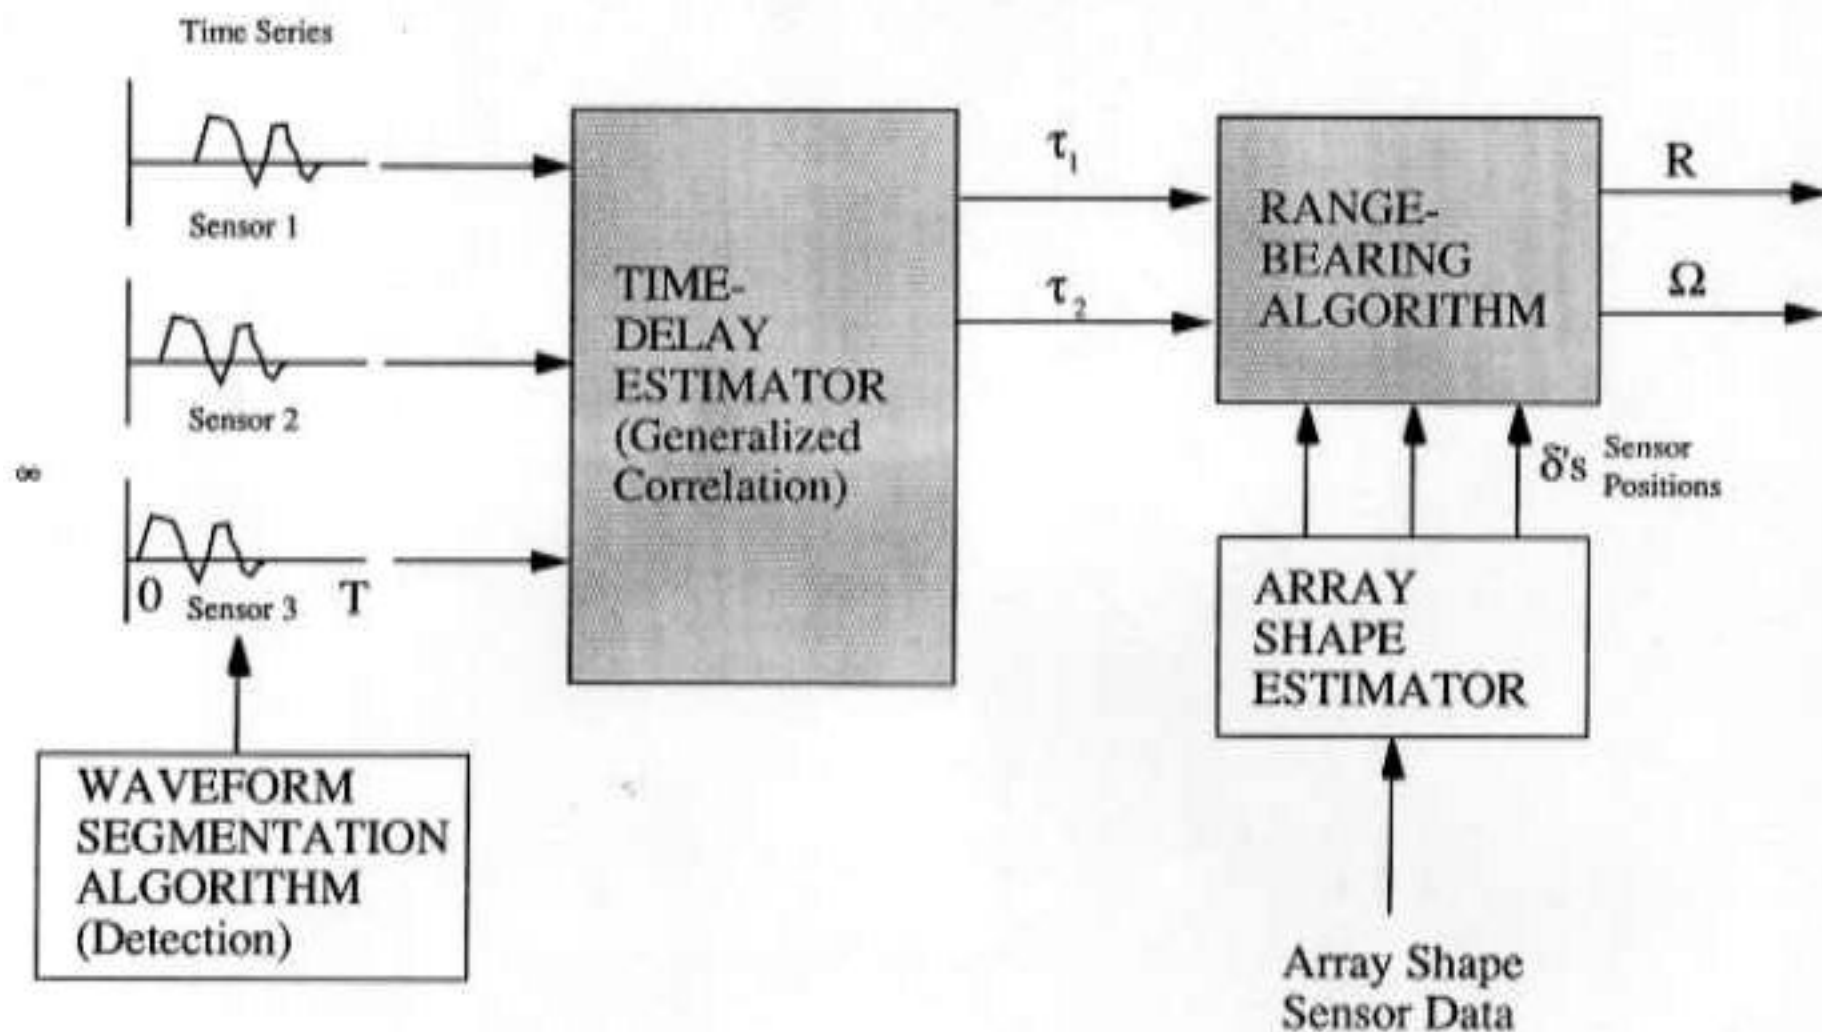 Time Series
Sensor 1
Sensor 2
∞
0 Sensor 3 T
WAVEFORM
SEGMENTATION
ALGORITHM
(Detection)
TIME-
DELAY
ESTIMATOR
(Generalized
Correlation)
τ1
τ2
RANGE-
BEARING
ALGORITHM
R
Ω
δ's Sensor
Positions
ARRAY
SHAPE
ESTIMATOR
Array Shape
Sensor Data